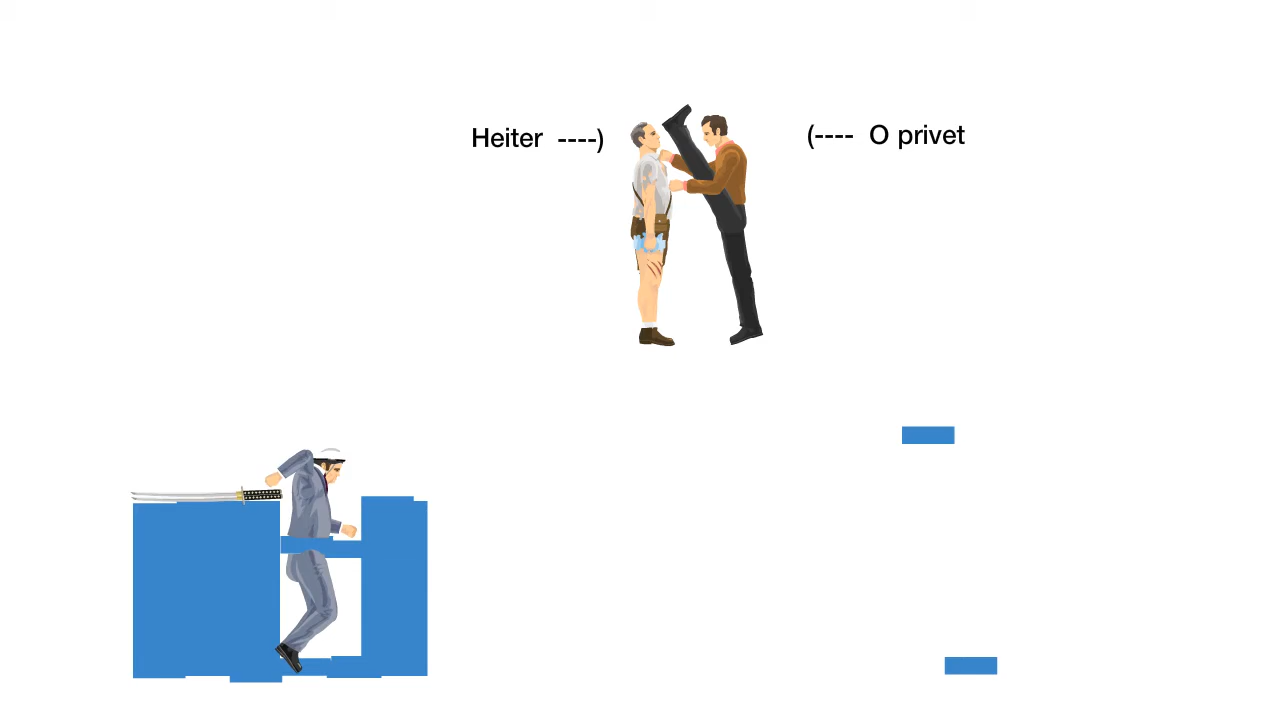 Heiter ----)
(---- O privet